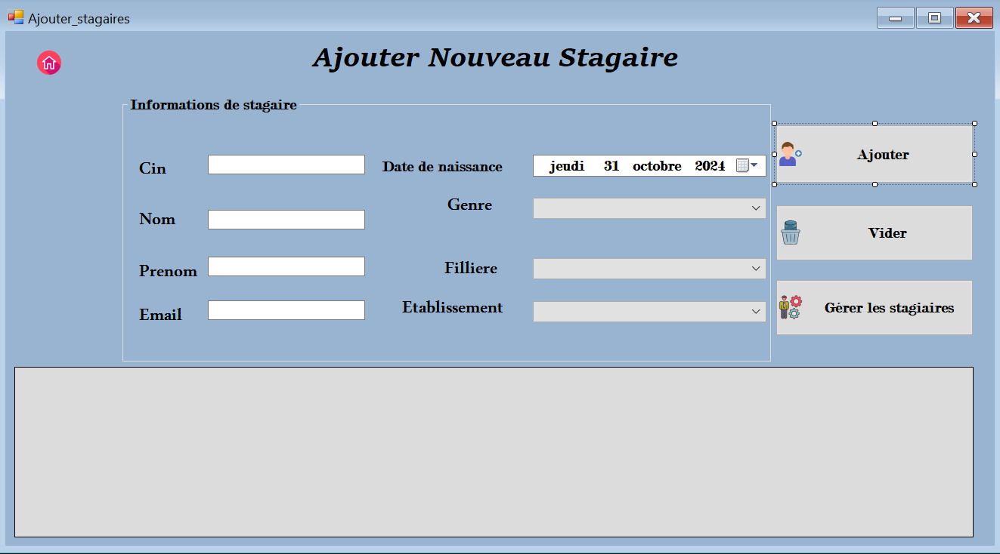 Ajouter_stagaires
Ajouter Nouveau Stagaire
Informations de stagaire
Cin
Date de naissance
jeudi 31 octobre 2024
Ajouter
Genre
Nom
Vider
Prenom
Filliere
Email
Etablissement
Gérer les stagiaires